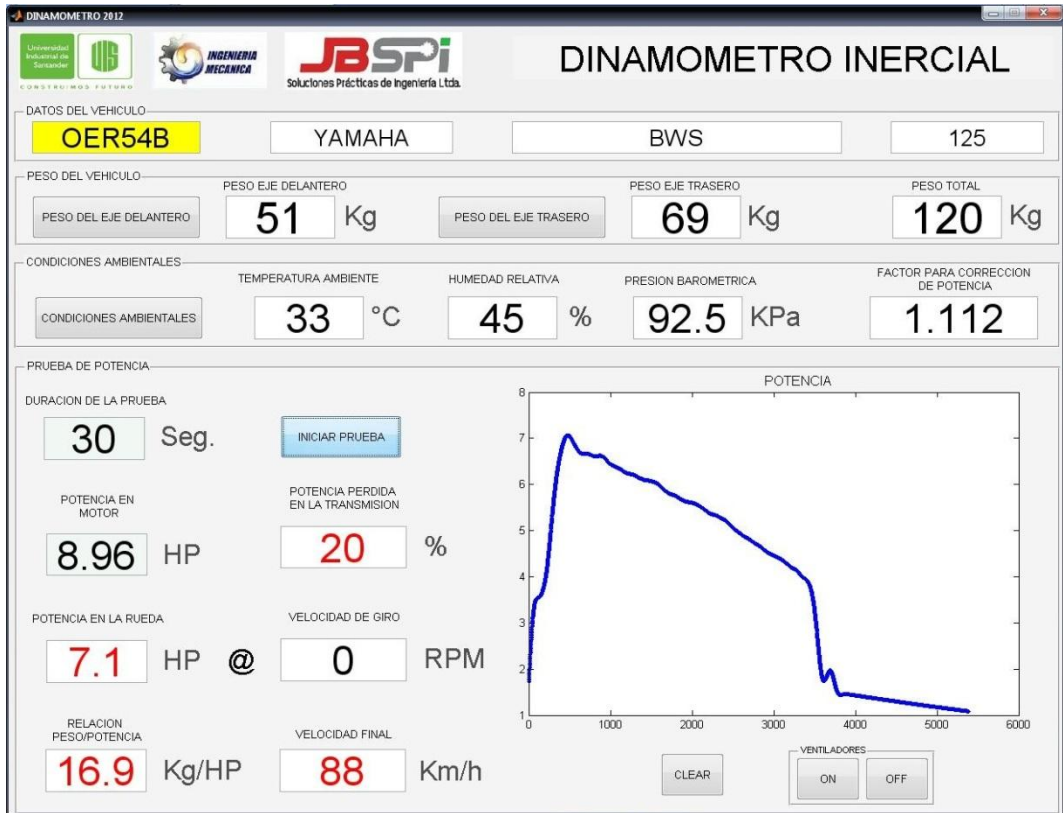 DINAMOMETRO 2012
Universidad
Industrial de
Santander
UIS
CONSTRUIMOS FUTURO
INGENIERIA
MECANICA
JBSPi
Soluciones Prácticas de Ingeniería Ltda.
DINAMOMETRO INERCIAL
DATOS DEL VEHICULO
OER54B YAMAHA BWS 125
PESO DEL VEHICULO
PESO EJE DELANTERO PESO EJE TRASERO PESO TOTAL
PESO DEL EJE DELANTERO 51 Kg PESO DEL EJE TRASERO 69 Kg 120 Kg
CONDICIONES AMBIENTALES
TEMPERATURA AMBIENTE HUMEDAD RELATIVA PRESION BAROMETRICA FACTOR PARA CORRECCION
DE POTENCIA
CONDICIONES AMBIENTALES 33 °C 45 % 92.5 KPa 1.112
PRUEBA DE POTENCIA
DURACION DE LA PRUEBA
30 Seg. INICIAR PRUEBA
POTENCIA EN
MOTOR
8.96 HP
POTENCIA PERDIDA
EN LA TRANSMISION
20 %
POTENCIA EN LA RUEDA VELOCIDAD DE GIRO
7.1 HP @ 0 RPM
RELACION
PESO/POTENCIA
16.9 Kg/HP
VELOCIDAD FINAL
88 Km/h
POTENCIA
8
7
6
5
4
3
2
1
0 1000 2000 3000 4000 5000 6000
CLEAR
VENTILADORES
ON OFF